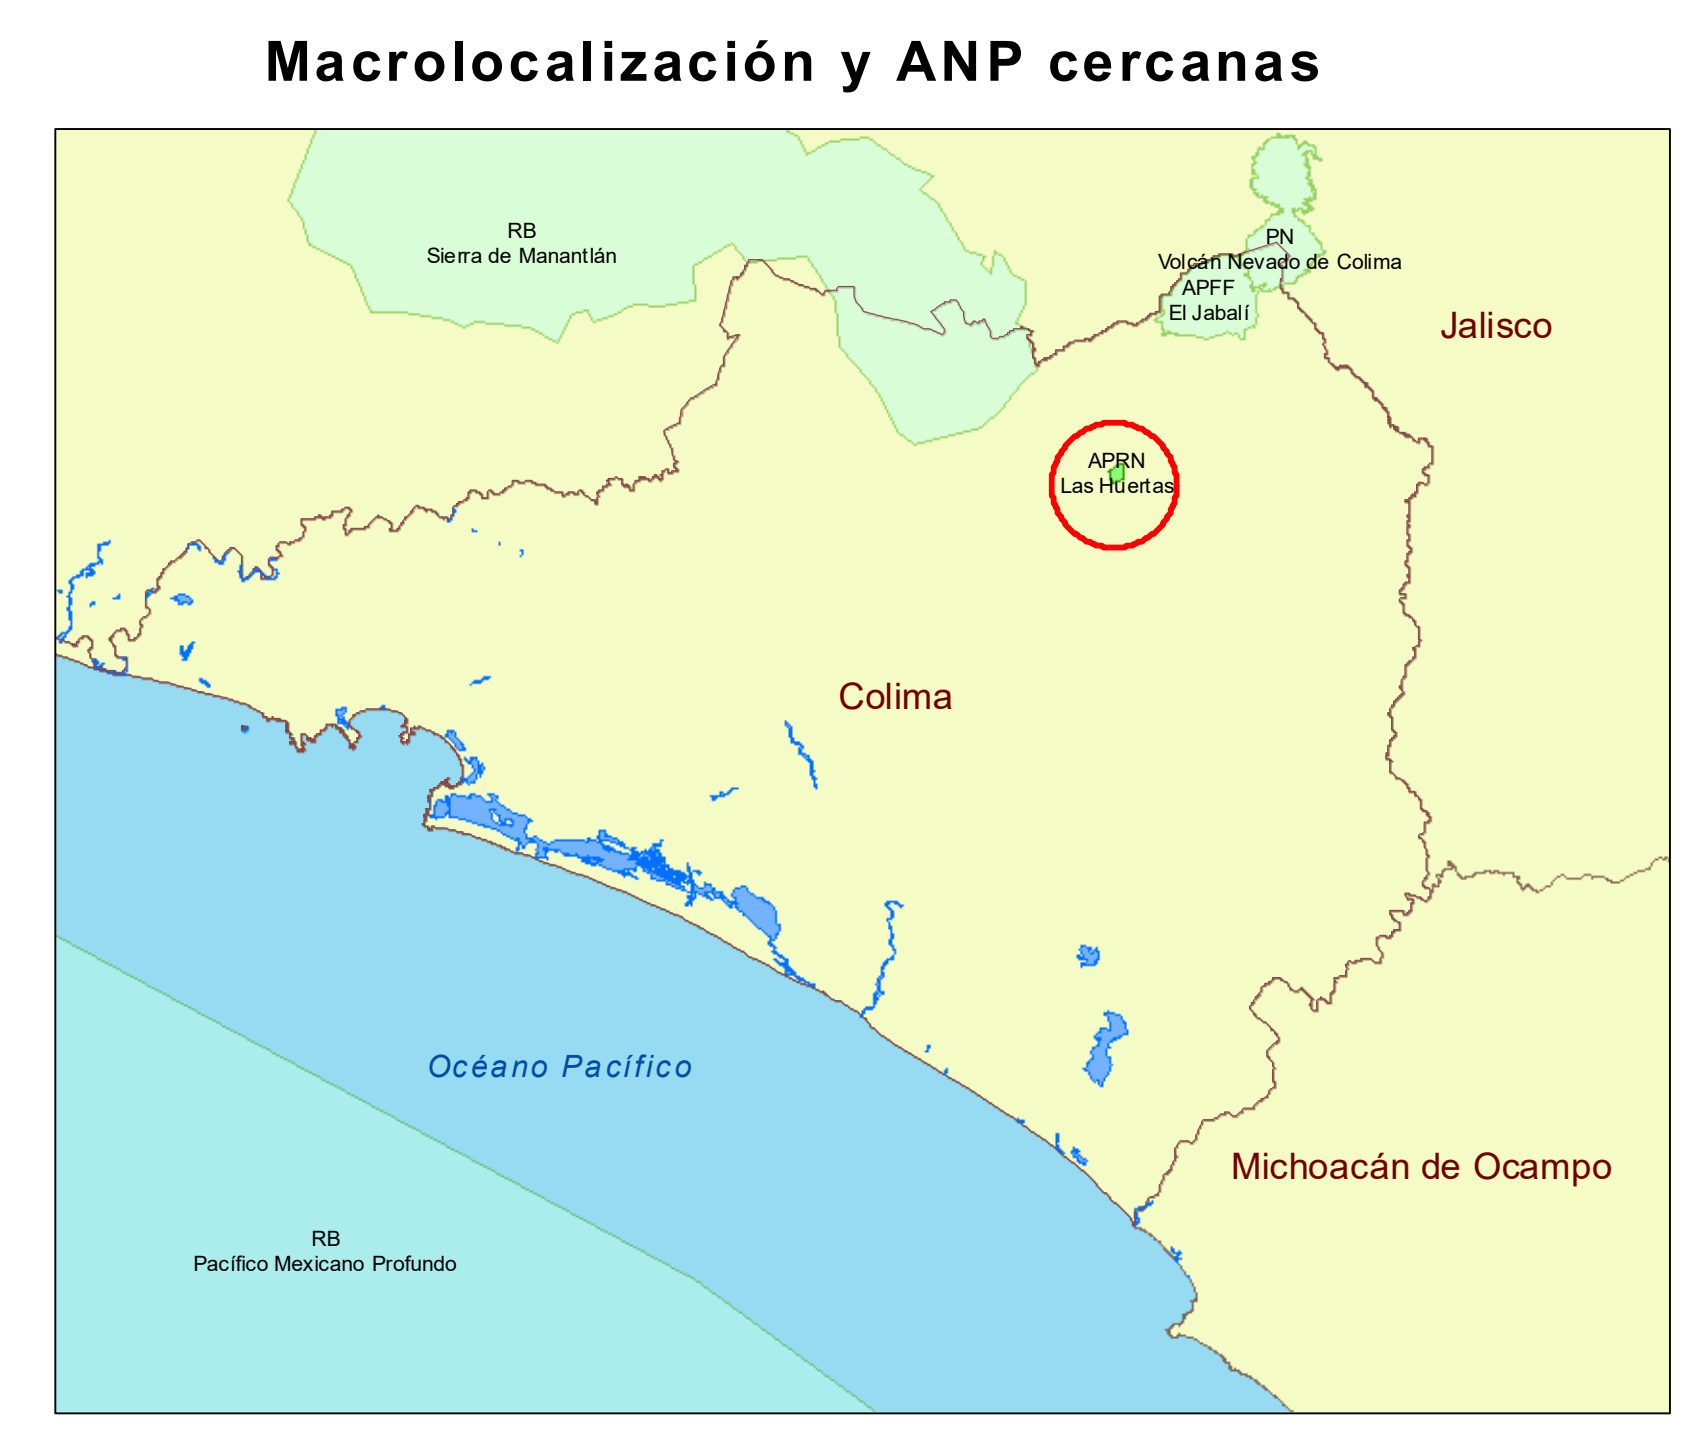 Macrolocalización y ANP cercanas
RB
Sierra de Manantlán
PN
Volcán Nevado de Colima
APFF
El Jabalí
Jalisco
APRN
Las Huertas
Colima
Océano Pacífico
Michoacán de Ocampo
RB
Pacífico Mexicano Profundo